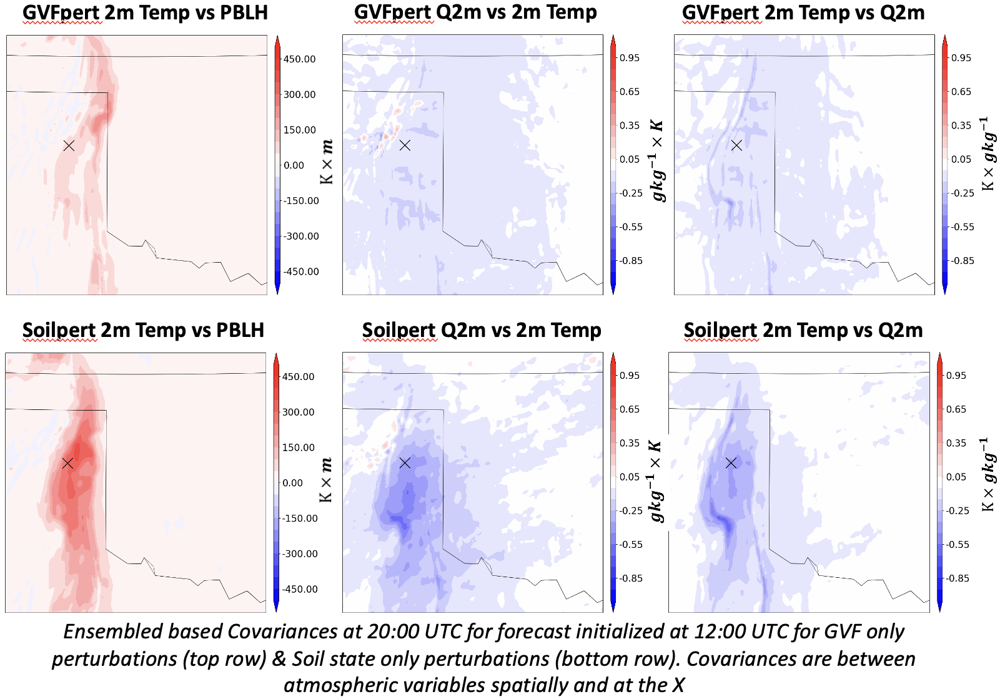 GVFpert 2m Temp vs PBLH
GVFpert Q2m vs 2m Temp
GVFpert 2m Temp vs Q2m
450.00
300.00
150.00
0.00
-150.00
-300.00
-450.00
K × m
0.95
0.65
0.35
0.05
-0.25
-0.55
-0.85
gkg⁻¹ × K
0.95
0.65
0.35
0.05
-0.25
-0.55
-0.85
K × gkg⁻¹
Soilpert 2m Temp vs PBLH
Soilpert Q2m vs 2m Temp
Soilpert 2m Temp vs Q2m
450.00
300.00
150.00
0.00
-150.00
-300.00
-450.00
K × m
0.95
0.65
0.35
0.05
-0.25
-0.55
-0.85
gkg⁻¹ × K
0.95
0.65
0.35
0.05
-0.25
-0.55
-0.85
K × gkg⁻¹
Ensembled based Covariances at 20:00 UTC for forecast initialized at 12:00 UTC for GVF only
perturbations (top row) & Soil state only perturbations (bottom row). Covariances are between
atmospheric variables spatially and at the X